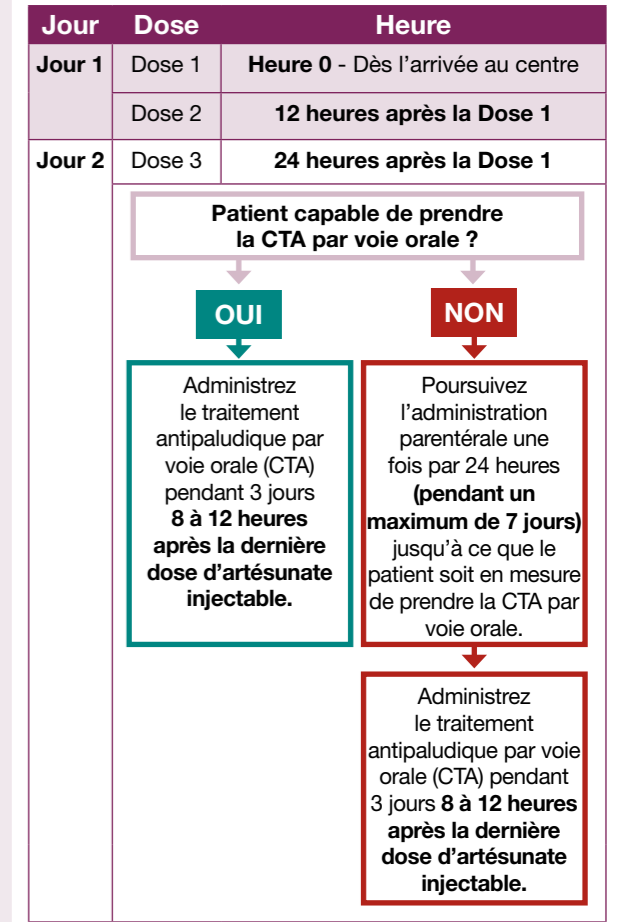 Jour Dose Heure
Jour 1 Dose 1 Heure 0 - Dès l’arrivée au centre
Dose 2 12 heures après la Dose 1
Jour 2 Dose 3 24 heures après la Dose 1
Patient capable de prendre
la CTA par voie orale ?
OUI
Administrez
le traitement
antipaludique par
voie orale (CTA)
pendant 3 jours
8 à 12 heures
après la dernière
dose d’artésunate
injectable.
NON
Poursuivez
l’administration
parentérale une
fois par 24 heures
(pendant un
maximum de 7 jours)
jusqu’à ce que le
patient soit en mesure
de prendre la CTA par
voie orale.
Administrez
le traitement
antipaludique par voie
orale (CTA) pendant
3 jours 8 à 12 heures
après la dernière
dose d’artésunate
injectable.